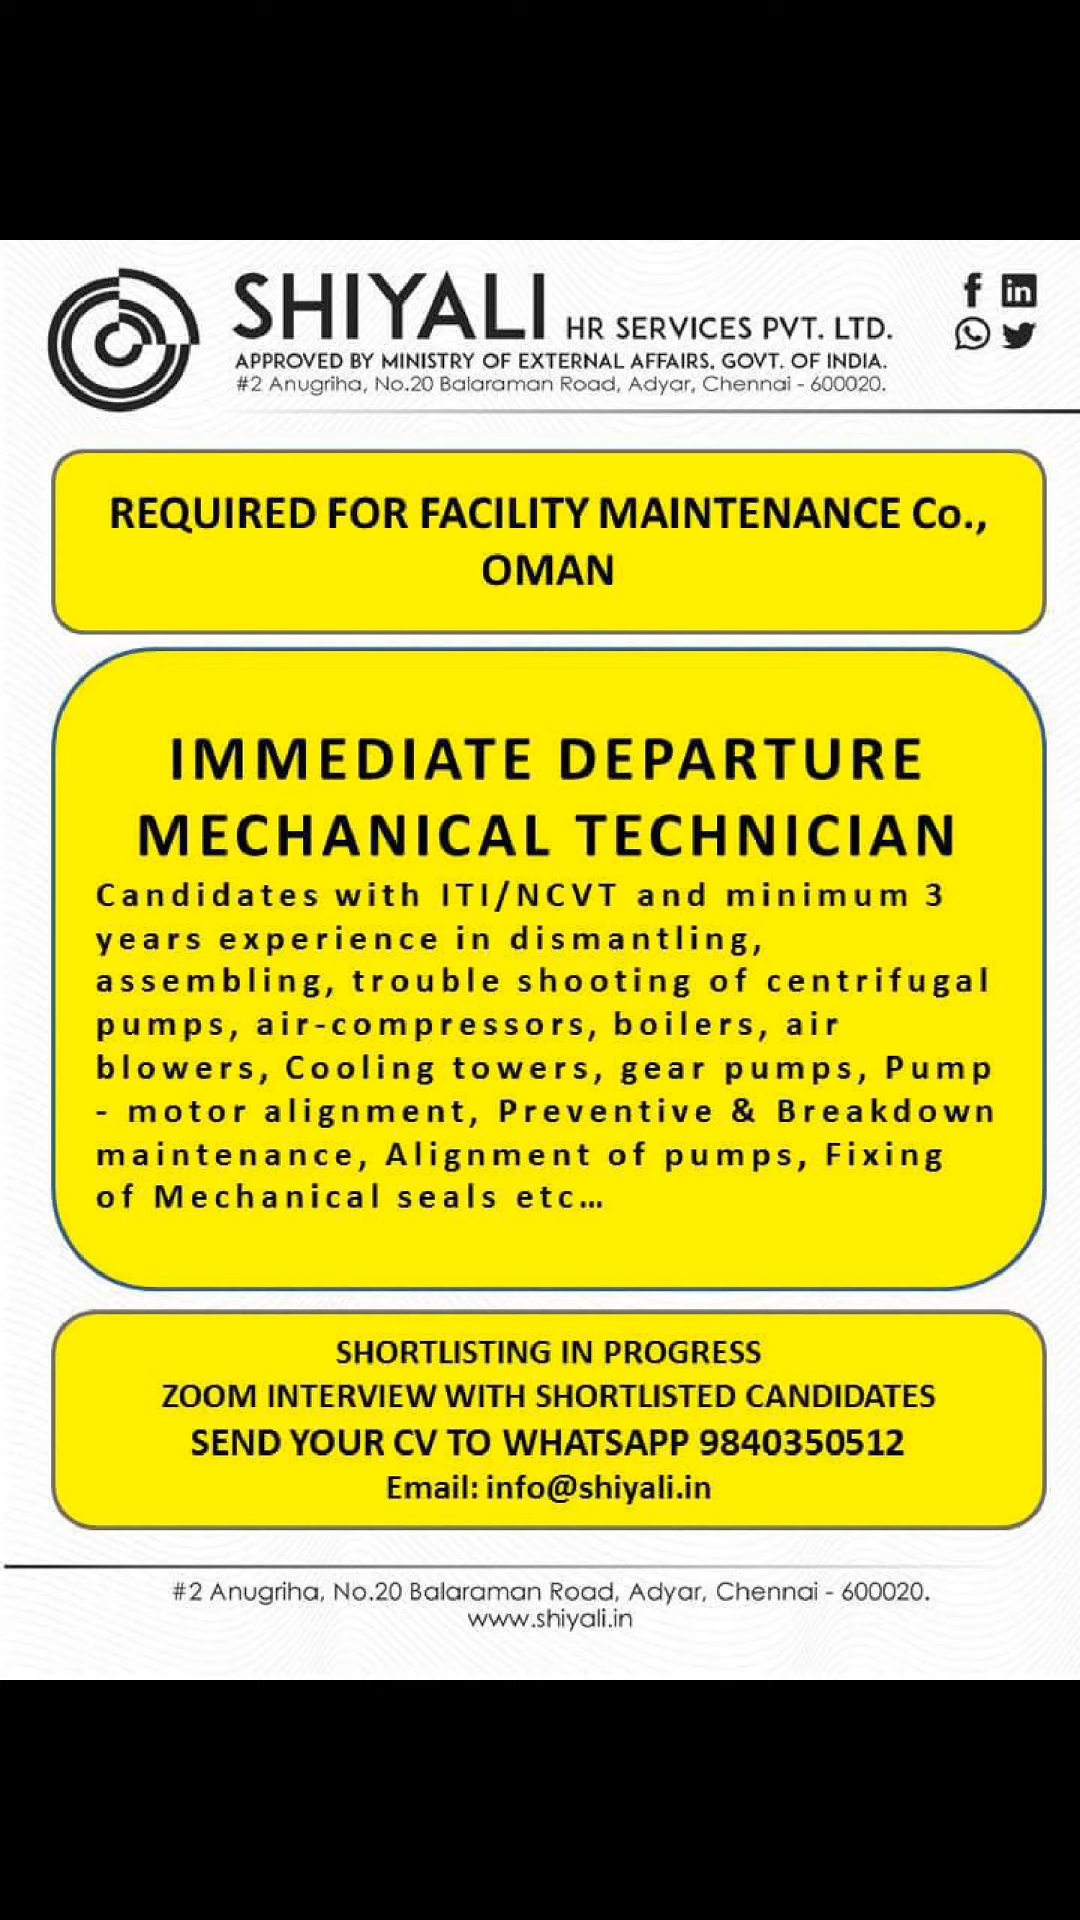 SHIYALI HR SERVICES PVT. LTD.
APPROVED BY MINISTRY OF EXTERNAL AFFAIRS. GOVT. OF INDIA.
#2 Anugriha, No.20 Balaraman Road, Adyar, Chennai - 600020.
REQUIRED FOR FACILITY MAINTENANCE Co.,
OMAN
IMMEDIATE DEPARTURE
MECHANICAL TECHNICIAN
Candidates with ITI/NCVT and minimum 3
years experience in dismantling,
assembling, trouble shooting of centrifugal
pumps, air-compressors, boilers, air
blowers, Cooling towers, gear pumps, Pump
- motor alignment, Preventive & Breakdown
maintenance, Alignment of pumps, Fixing
of Mechanical seals etc...
SHORTLISTING IN PROGRESS
ZOOM INTERVIEW WITH SHORTLISTED CANDIDATES
SEND YOUR CV TO WHATSAPP 9840350512
Email: info@shiyali.in
#2 Anugriha, No.20 Balaraman Road, Adyar, Chennai - 600020.
www.shiyali.in